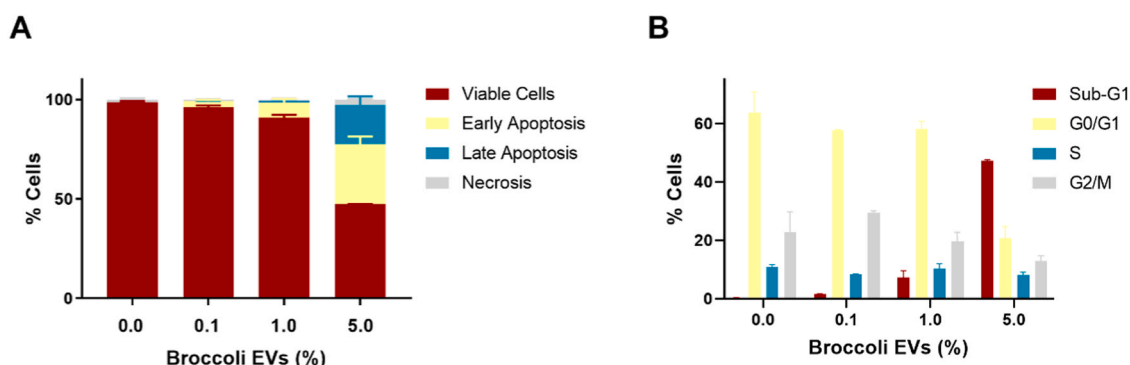 A
% Cells
100
50
0
0.0 0.1 1.0 5.0
Broccoli EVs (%)
Viable Cells
Early Apoptosis
Late Apoptosis
Necrosis
B
% Cells
60
40
20
0
0.0 0.1 1.0 5.0
Broccoli EVs (%)
Sub-G1
G0/G1
S
G2/M